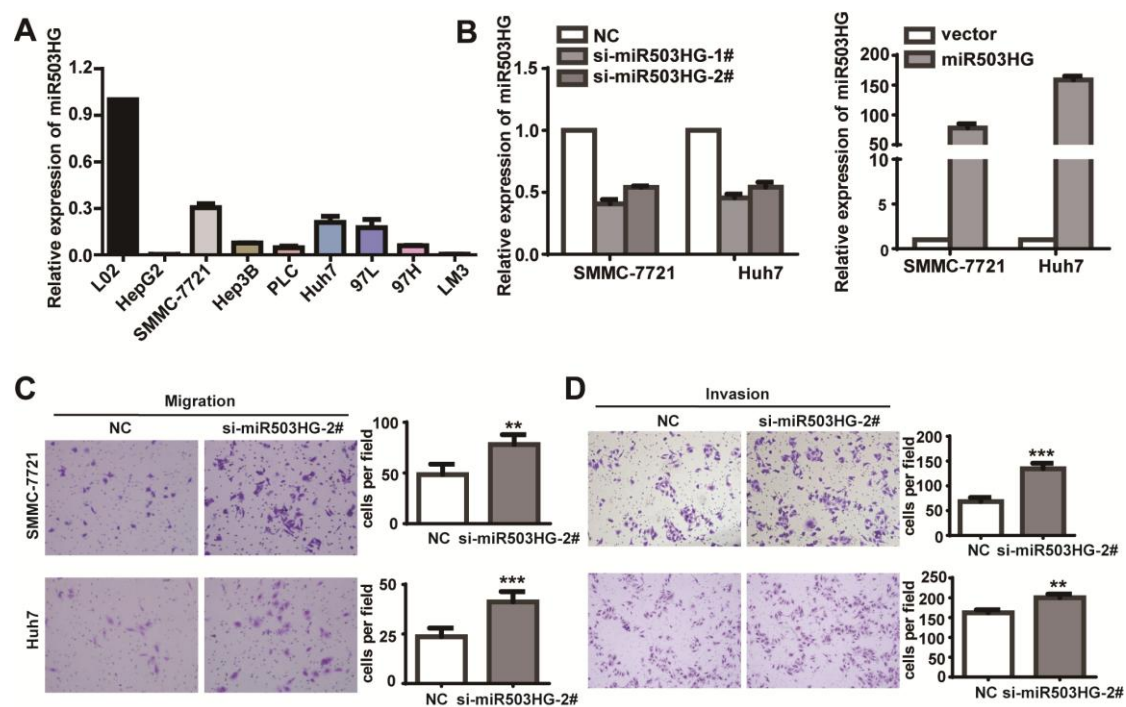 A
Relative expression of miR503HG
1.2
0.9
0.6
0.3
0.0
L02
HepG2
SMMC-7721
Hep3B
PLC
Huh7
97L
97H
LM3
B
NC
si-miR503HG-1#
si-miR503HG-2#
Relative expression of miR503HG
1.5
1.0
0.5
0.0
SMMC-7721
Huh7
vector
miR503HG
Relative expression of miR503HG
200
150
100
50
10
5
0
SMMC-7721
Huh7
C
Migration
NC
si-miR503HG-2#
SMMC-7721
cells per field
100
50
0
**
NC
si-miR503HG-2#
Huh7
cells per field
50
25
0
***
NC
si-miR503HG-2#
D
Invasion
NC
si-miR503HG-2#
cells per field
200
150
100
50
0
***
NC
si-miR503HG-2#
cells per field
250
200
150
100
50
0
**
NC
si-miR503HG-2#